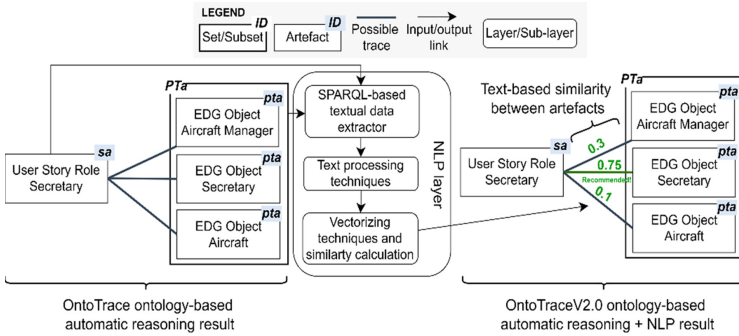 LEGEND
ID
Set/Subset
ID
Artefact
Possible
trace
Input/output
link
Layer/Sub-layer
sa
User Story Role
Secretary
PTa
pta
EDG Object
Aircraft Manager
pta
EDG Object
Secretary
pta
EDG Object
Aircraft
OntoTrace ontology-based
automatic reasoning result
SPARQL-based
textual data
extractor
Text processing
techniques
Vectorizing
techniques and
similarty calculation
NLP layer
Text-based similarity
between artefacts
sa
User Story Role
Secretary
0.3
0.75
Recommended!
0.1
PTa
pta
EDG Object
Aircraft Manager
pta
EDG Object
Secretary
pta
EDG Object
Aircraft
OntoTraceV2.0 ontology-based
automatic reasoning + NLP result